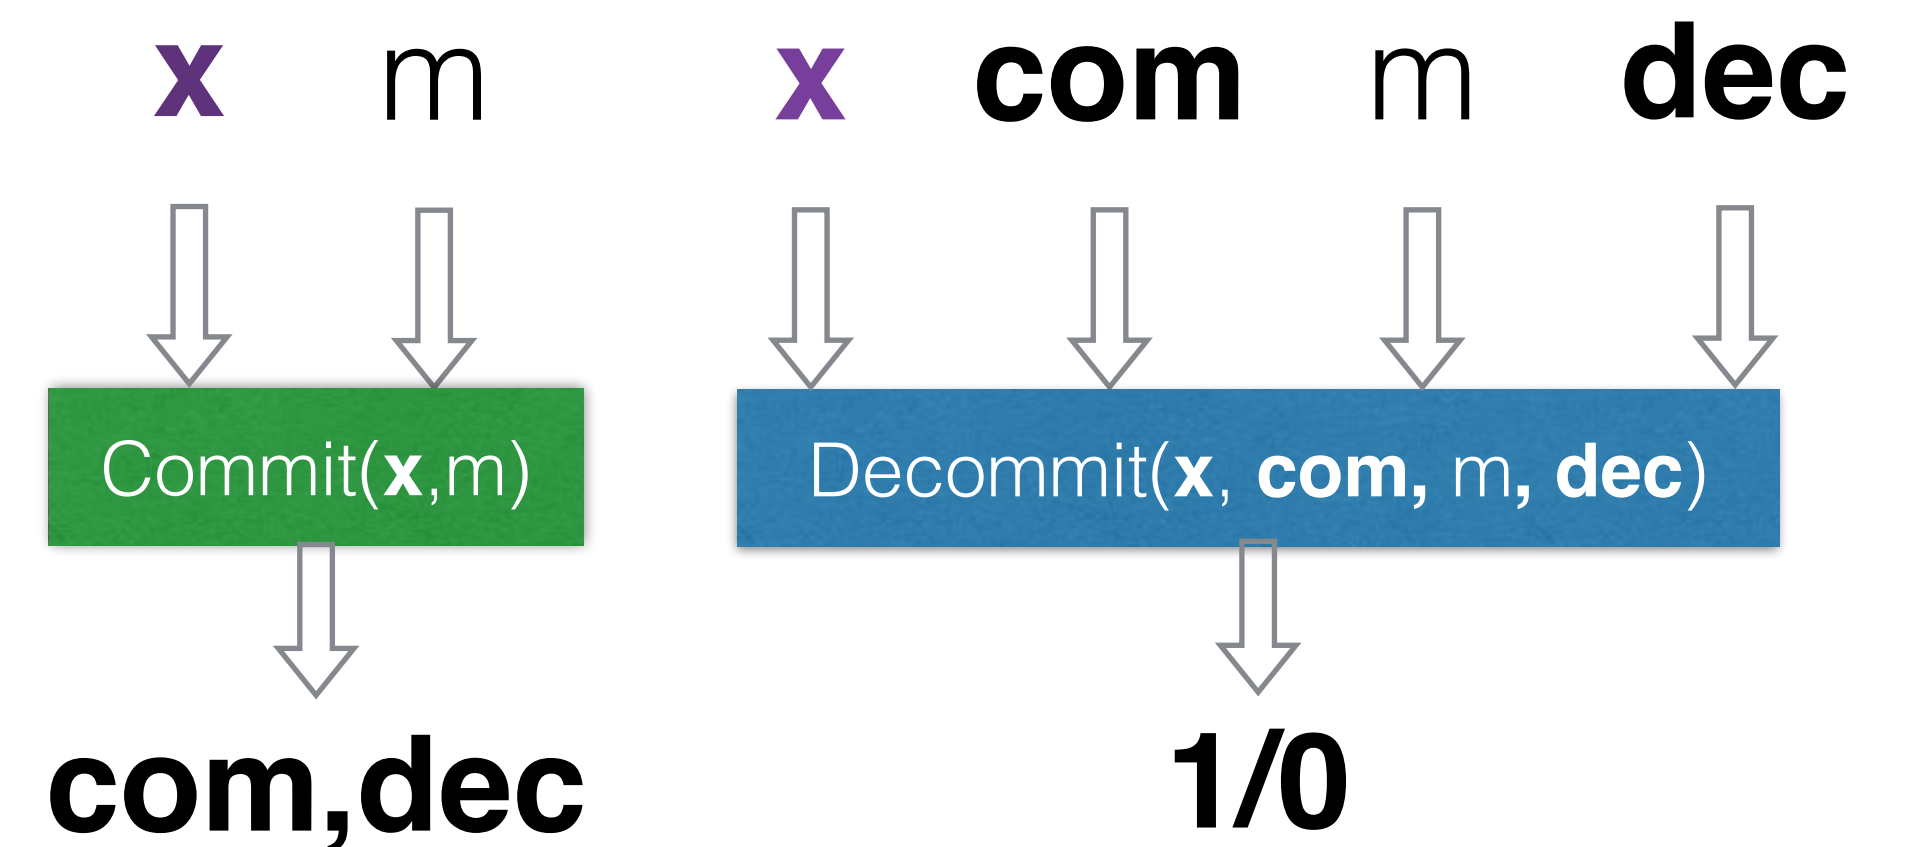 x m
Commit(x,m)
com,dec
x com m dec
Decommit(x, com, m, dec)
1/0